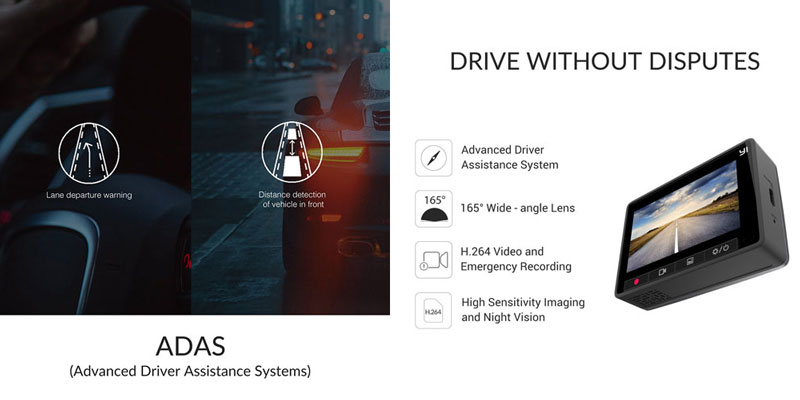 Lane departure warning
Distance detection
of vehicle in front
ADAS
(Advanced Driver Assistance Systems)
DRIVE WITHOUT DISPUTES
Advanced Driver
Assistance System
165°
165° Wide - angle Lens
H.264 Video and
Emergency Recording
H.264
High Sensitivity Imaging
and Night Vision
YI